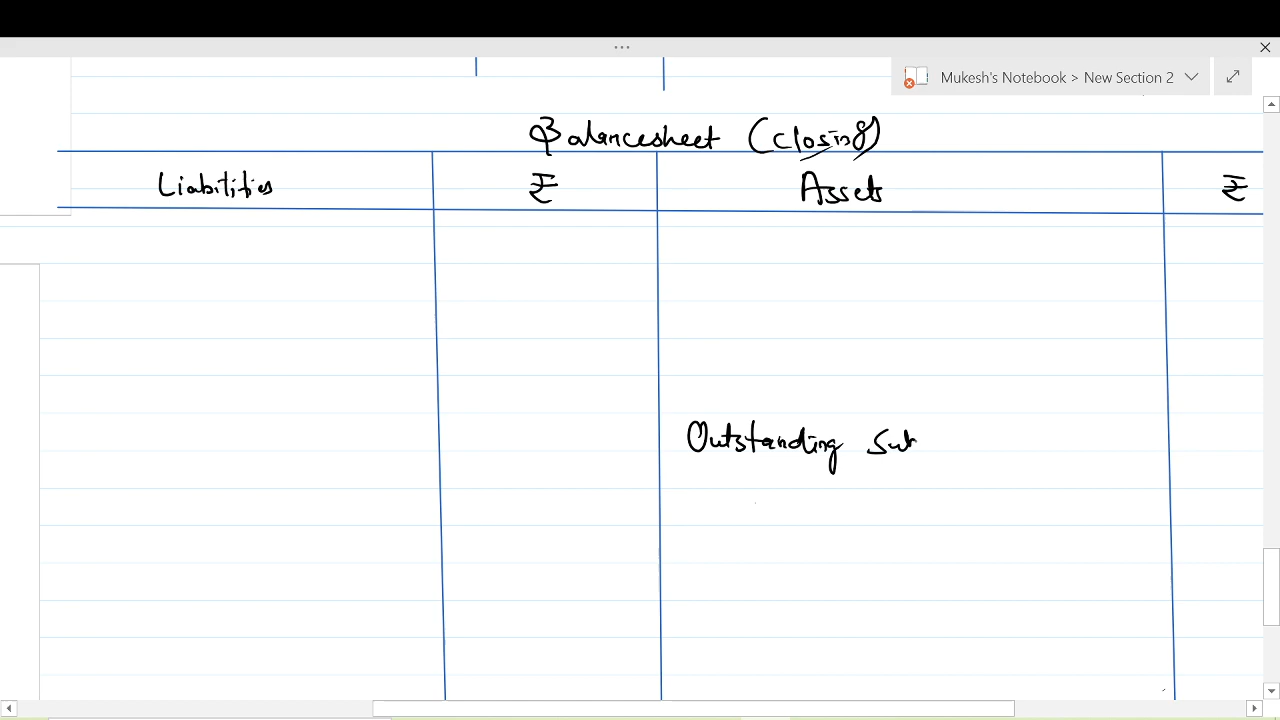 Mukesh's Notebook > New Section 2
Balancesheet (closing)
Liabilities ₹ Assets ₹
Outstanding Sub